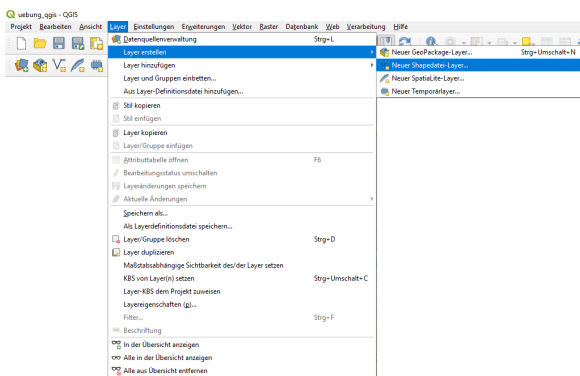 uebung_qgis - QGIS
Projekt Bearbeiten Ansicht Layer Einstellungen Erweiterungen Vektor Raster Datenbank Web Verarbeitung Hilfe
Datenquellenverwaltung Strg+L
Layer erstellen
Neuer GeoPackage-Layer... Strg+Umschalt+N
Layer hinzufügen
Neuer Shapedatei-Layer...
Layer und Gruppen einbetten...
Neuer SpatiaLite-Layer...
Aus Layer-Definitionsdatei hinzufügen...
Neuer Temporärlayer...
Stil kopieren
Stil einfügen
Layer kopieren
Layer/Gruppe einfügen
Attributtabelle öffnen F6
Bearbeitungsstatus umschalten
Layeränderungen speichern
Aktuelle Änderungen
Speichern als...
Als Layerdefinitionsdatei speichern...
Layer/Gruppe löschen Strg+D
Layer duplizieren
Maßstabsabhängige Sichtbarkeit des/der Layer setzen
KBS von Layer(n) setzen Strg+Umschalt+C
Layer-KBS dem Projekt zuweisen
Layereigenschaften (p)...
Filter... Strg+F
Beschriftung
In der Übersicht anzeigen
Alle in der Übersicht anzeigen
Alle aus Übersicht entfernen